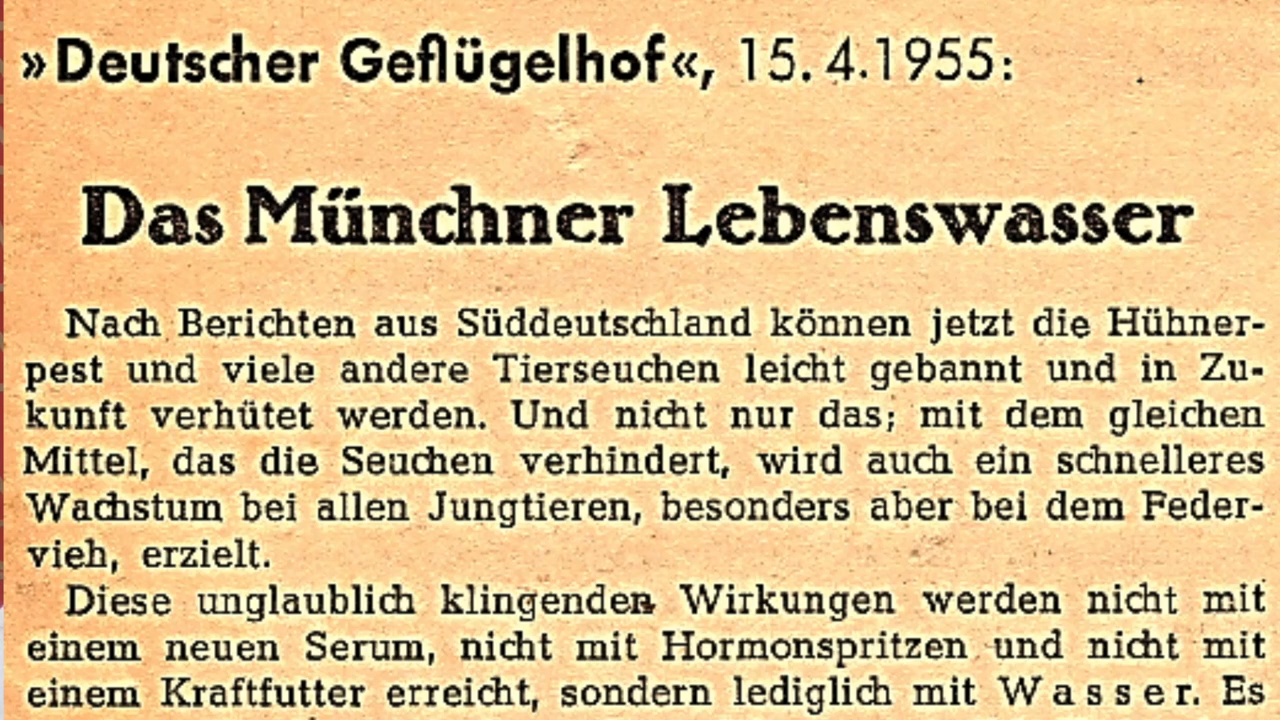 »Deutscher Geflügelhof«, 15. 4. 1955:
Das Münchner Lebenswasser
Nach Berichten aus Süddeutschland können jetzt die Hühner-
pest und viele andere Tierseuchen leicht gebannt und in Zu-
kunft verhütet werden. Und nicht nur das; mit dem gleichen
Mittel, das die Seuchen verhindert, wird auch ein schnelleres
Wachstum bei allen Jungtieren, besonders aber bei dem Feder-
vieh, erzielt.
Diese unglaublich klingenden Wirkungen werden nicht mit
einem neuen Serum, nicht mit Hormonspritzen und nicht mit
einem Kraftfutter erreicht, sondern lediglich mit W a s s e r. Es